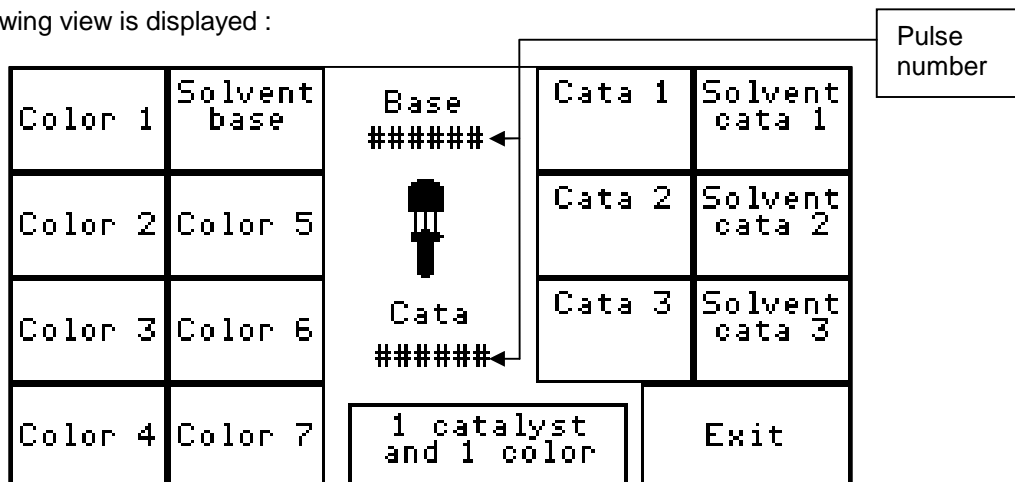 wing view is displayed :
Pulse
number
Color 1
Solvent
base
Base
######
Cata 1
Solvent
cata 1
Color 2
Color 5
Cata 2
Solvent
cata 2
Color 3
Color 6
Cata
######
Cata 3
Solvent
cata 3
Color 4
Color 7
1 catalyst
and 1 color
Exit